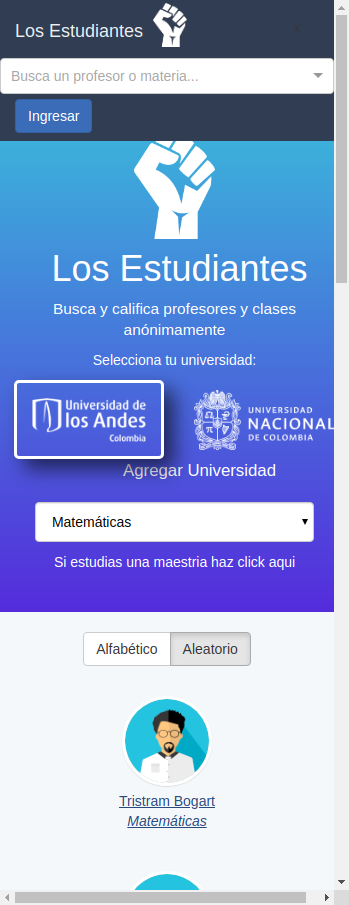 Los Estudiantes
Busca un profesor o materia...
Ingresar
Los Estudiantes
Busca y califica profesores y clases
anónimamente
Selecciona tu universidad:
Universidad de
los Andes
Colombia
UNIVERSIDAD
NACIONAL
DE COLOMBIA
Agregar Universidad
Matemáticas
Si estudias una maestria haz click aqui
Alfabético
Aleatorio
Tristram Bogart
Matemáticas